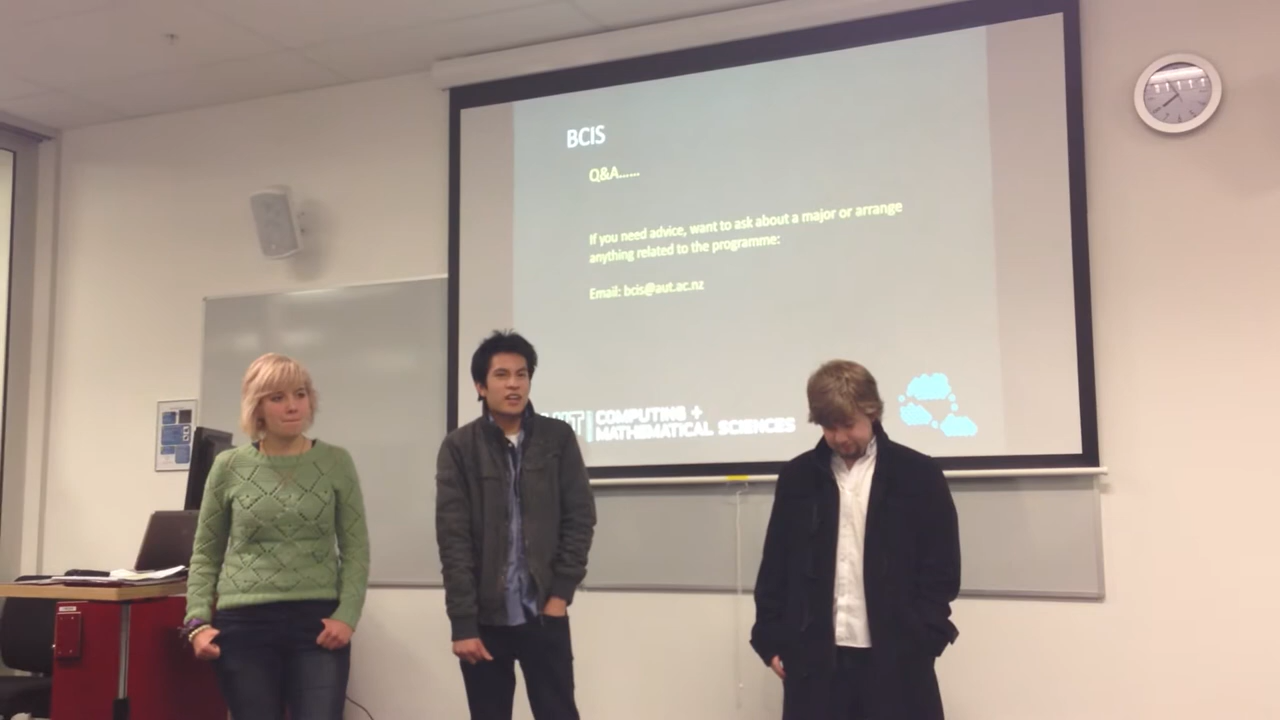 BCIS
Q&A......
If you need advice, want to ask about a major or arrange
anything related to the programme:
Email: bcis@aut.ac.nz
COMPUTING +
MATHEMATICAL SCIENCES